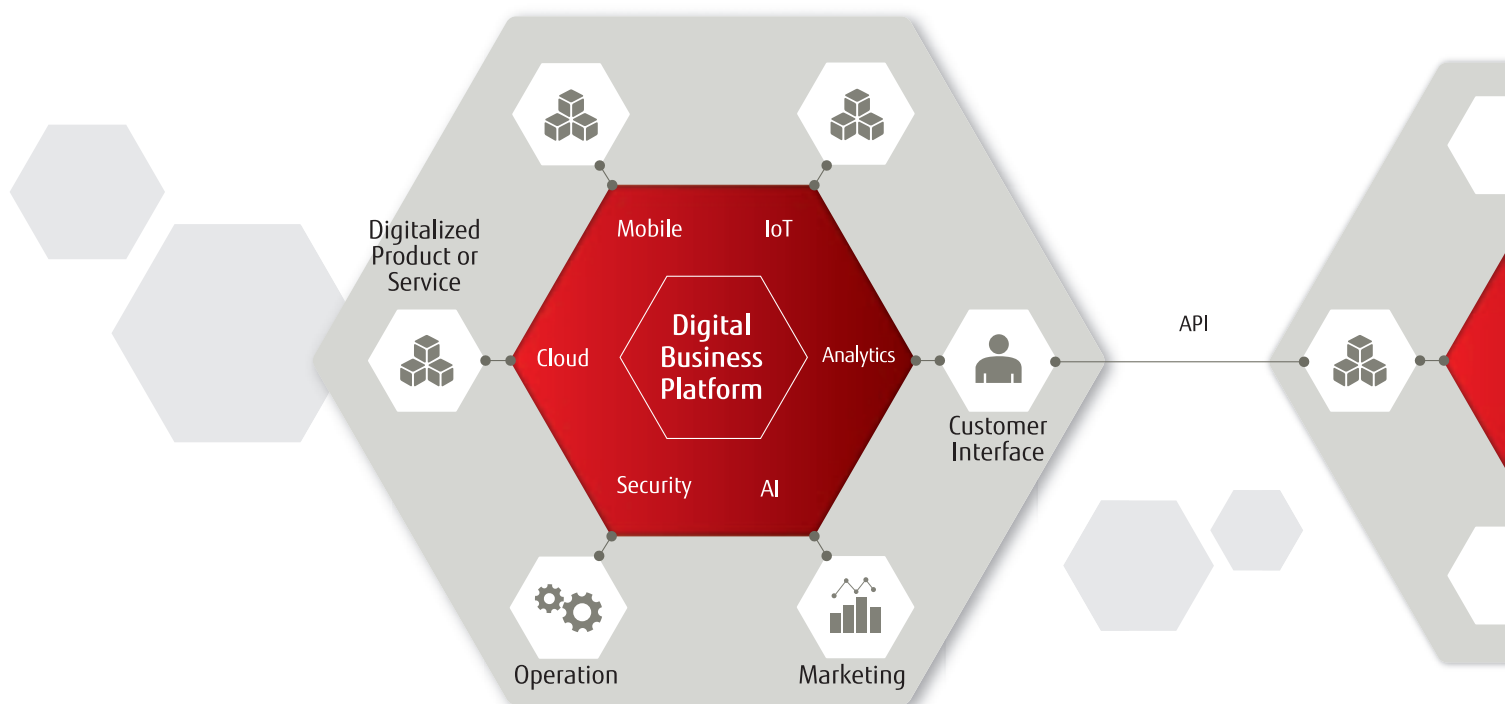 Mobile
IoT
Digitalized
Product or
Service
Digital
Business
Platform
Cloud
Analytics
API
Customer
Interface
Security
AI
Operation
Marketing